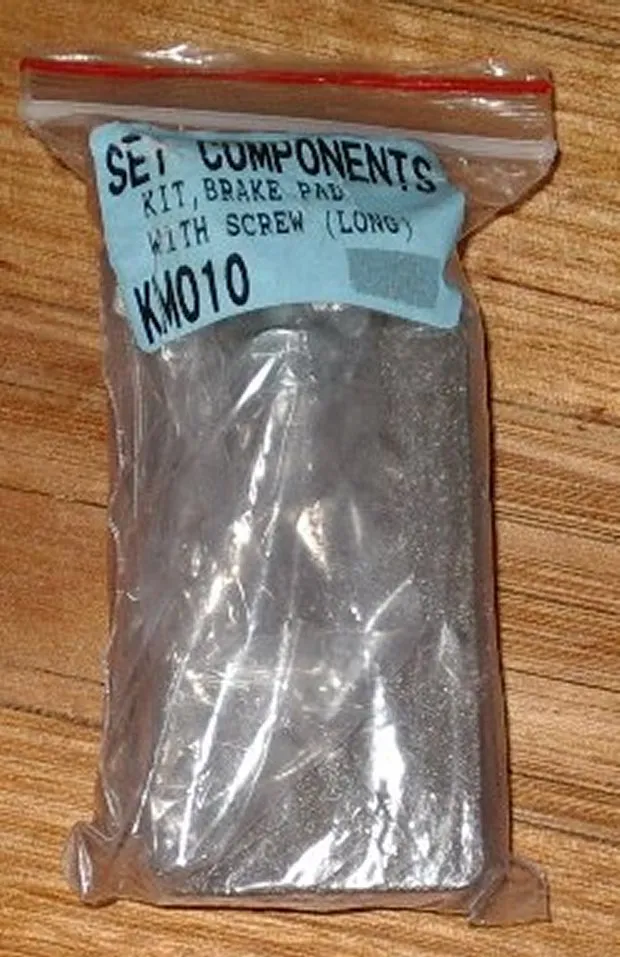 SET COMPONENTS
KIT, BRAKE PAD
WITH SCREW (LONG)
KM010